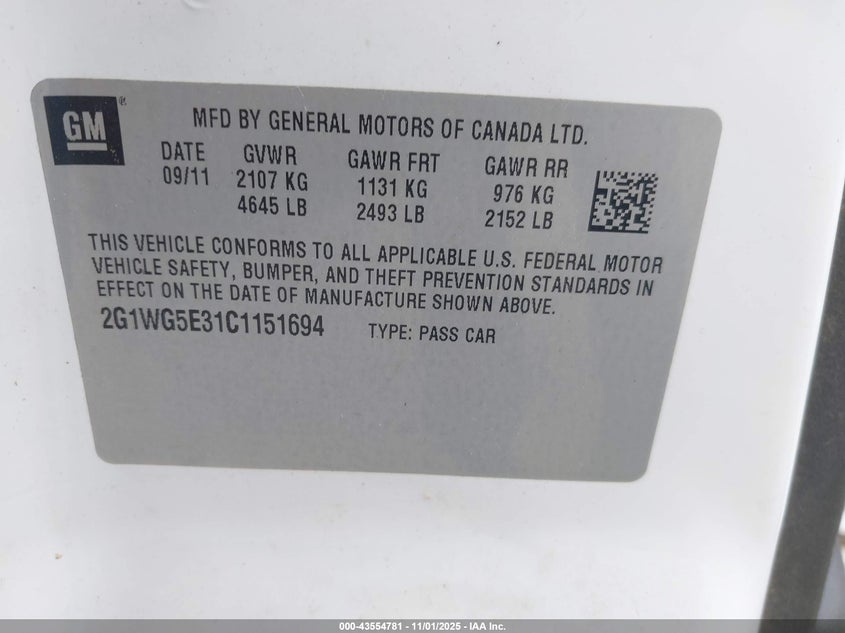 GM ®
MFD BY GENERAL MOTORS OF CANADA LTD.
DATE GVWR GAWR FRT GAWR RR
09/11 2107 KG 1131 KG 976 KG
4645 LB 2493 LB 2152 LB
THIS VEHICLE CONFORMS TO ALL APPLICABLE U.S. FEDERAL MOTOR
VEHICLE SAFETY, BUMPER, AND THEFT PREVENTION STANDARDS IN
EFFECT ON THE DATE OF MANUFACTURE SHOWN ABOVE.
2G1WG5E31C1151694 TYPE: PASS CAR
000-43554781 - 11/01/2025 - IAA Inc.